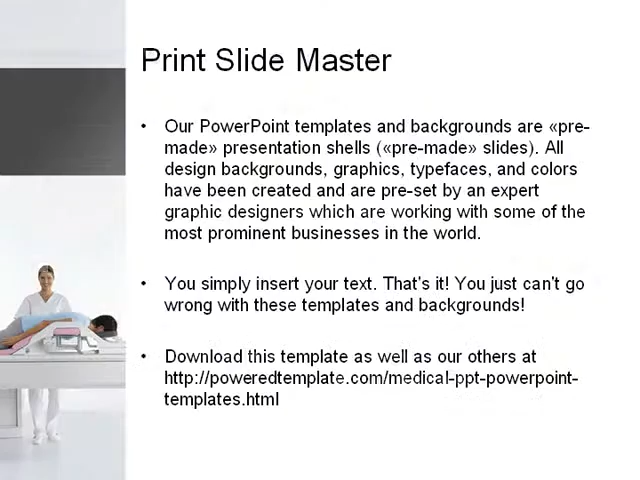 Print Slide Master
• Our PowerPoint templates and backgrounds are «pre-
made» presentation shells («pre-made» slides). All
design backgrounds, graphics, typefaces, and colors
have been created and are pre-set by an expert
graphic designers which are working with some of the
most prominent businesses in the world.
• You simply insert your text. That's it! You just can't go
wrong with these templates and backgrounds!
• Download this template as well as our others at
http://poweredtemplate.com/medical-ppt-powerpoint-
templates.html